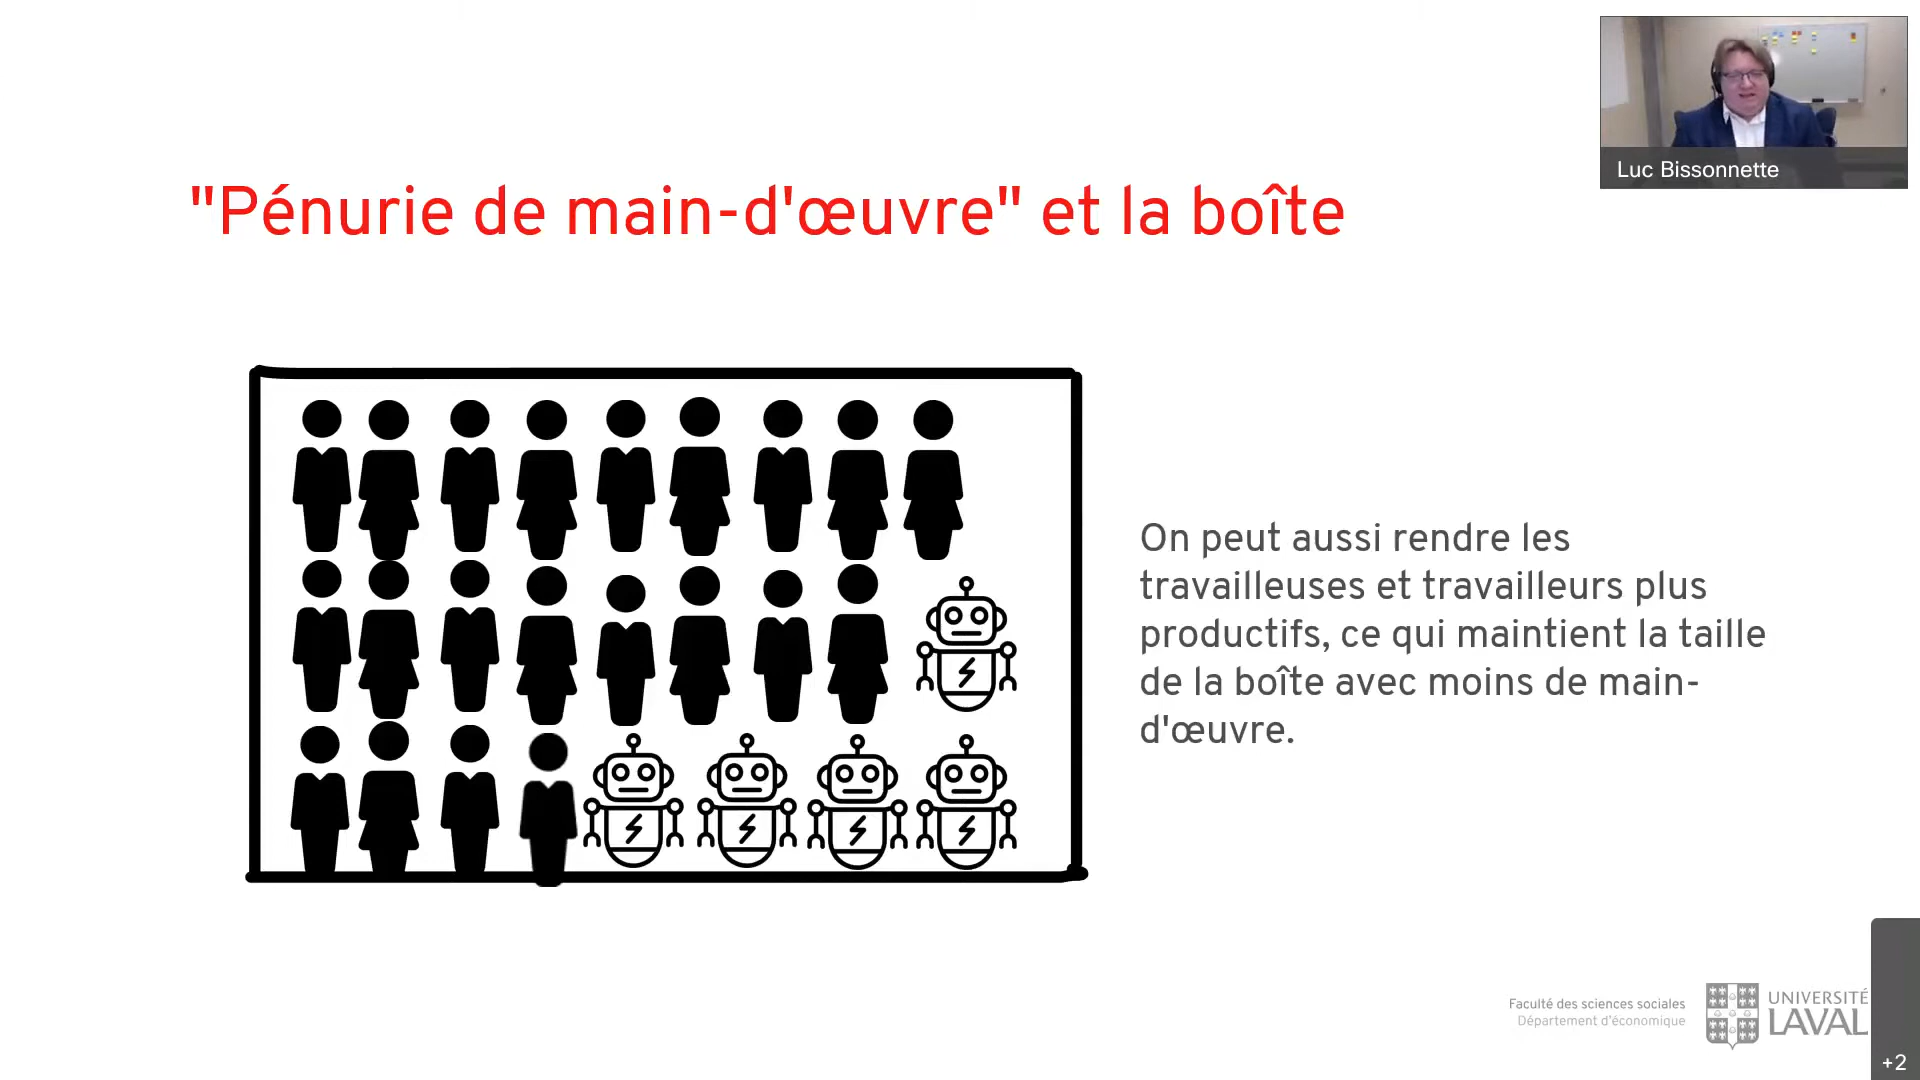 Luc Bissonnette
"Pénurie de main-d'œuvre" et la boîte
On peut aussi rendre les
travailleuses et travailleurs plus
productifs, ce qui maintient la taille
de la boîte avec moins de main-
d'œuvre.
Faculté des sciences sociales
Département d'économique
UNIVERSITÉ
LAVAL
+2